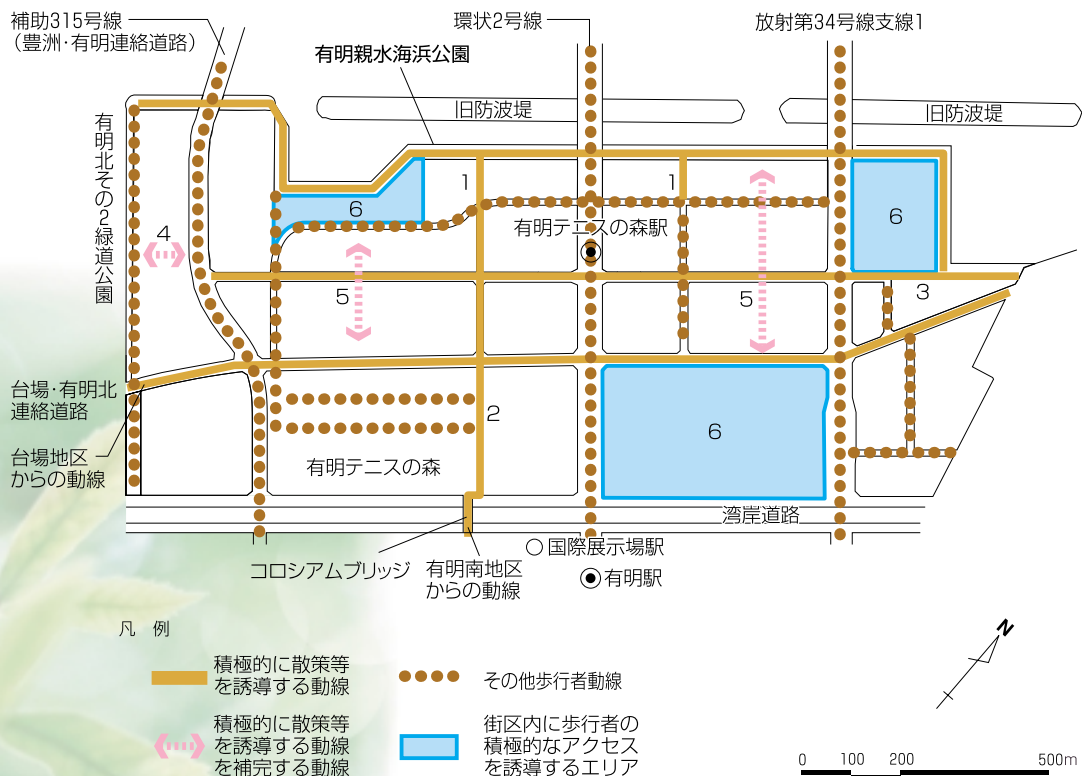 補助315号線
（豊洲・有明連絡道路）
環状2号線
放射第34号線支線1
有明親水海浜公園
旧防波堤
旧防波堤
有明北その2緑道公園
1
1
6
6
4
有明テニスの森駅
5
5
3
台場・有明北
連絡道路
2
6
台場地区
からの動線
有明テニスの森
湾岸道路
コロシアムブリッジ
有明南地区
からの動線
国際展示場駅
有明駅
凡 例
積極的に散策等
を誘導する動線
その他歩行者動線
積極的に散策等
を誘導する動線
を補完する動線
街区内に歩行者の
積極的なアクセス
を誘導するエリア
N
0 100 200 500m